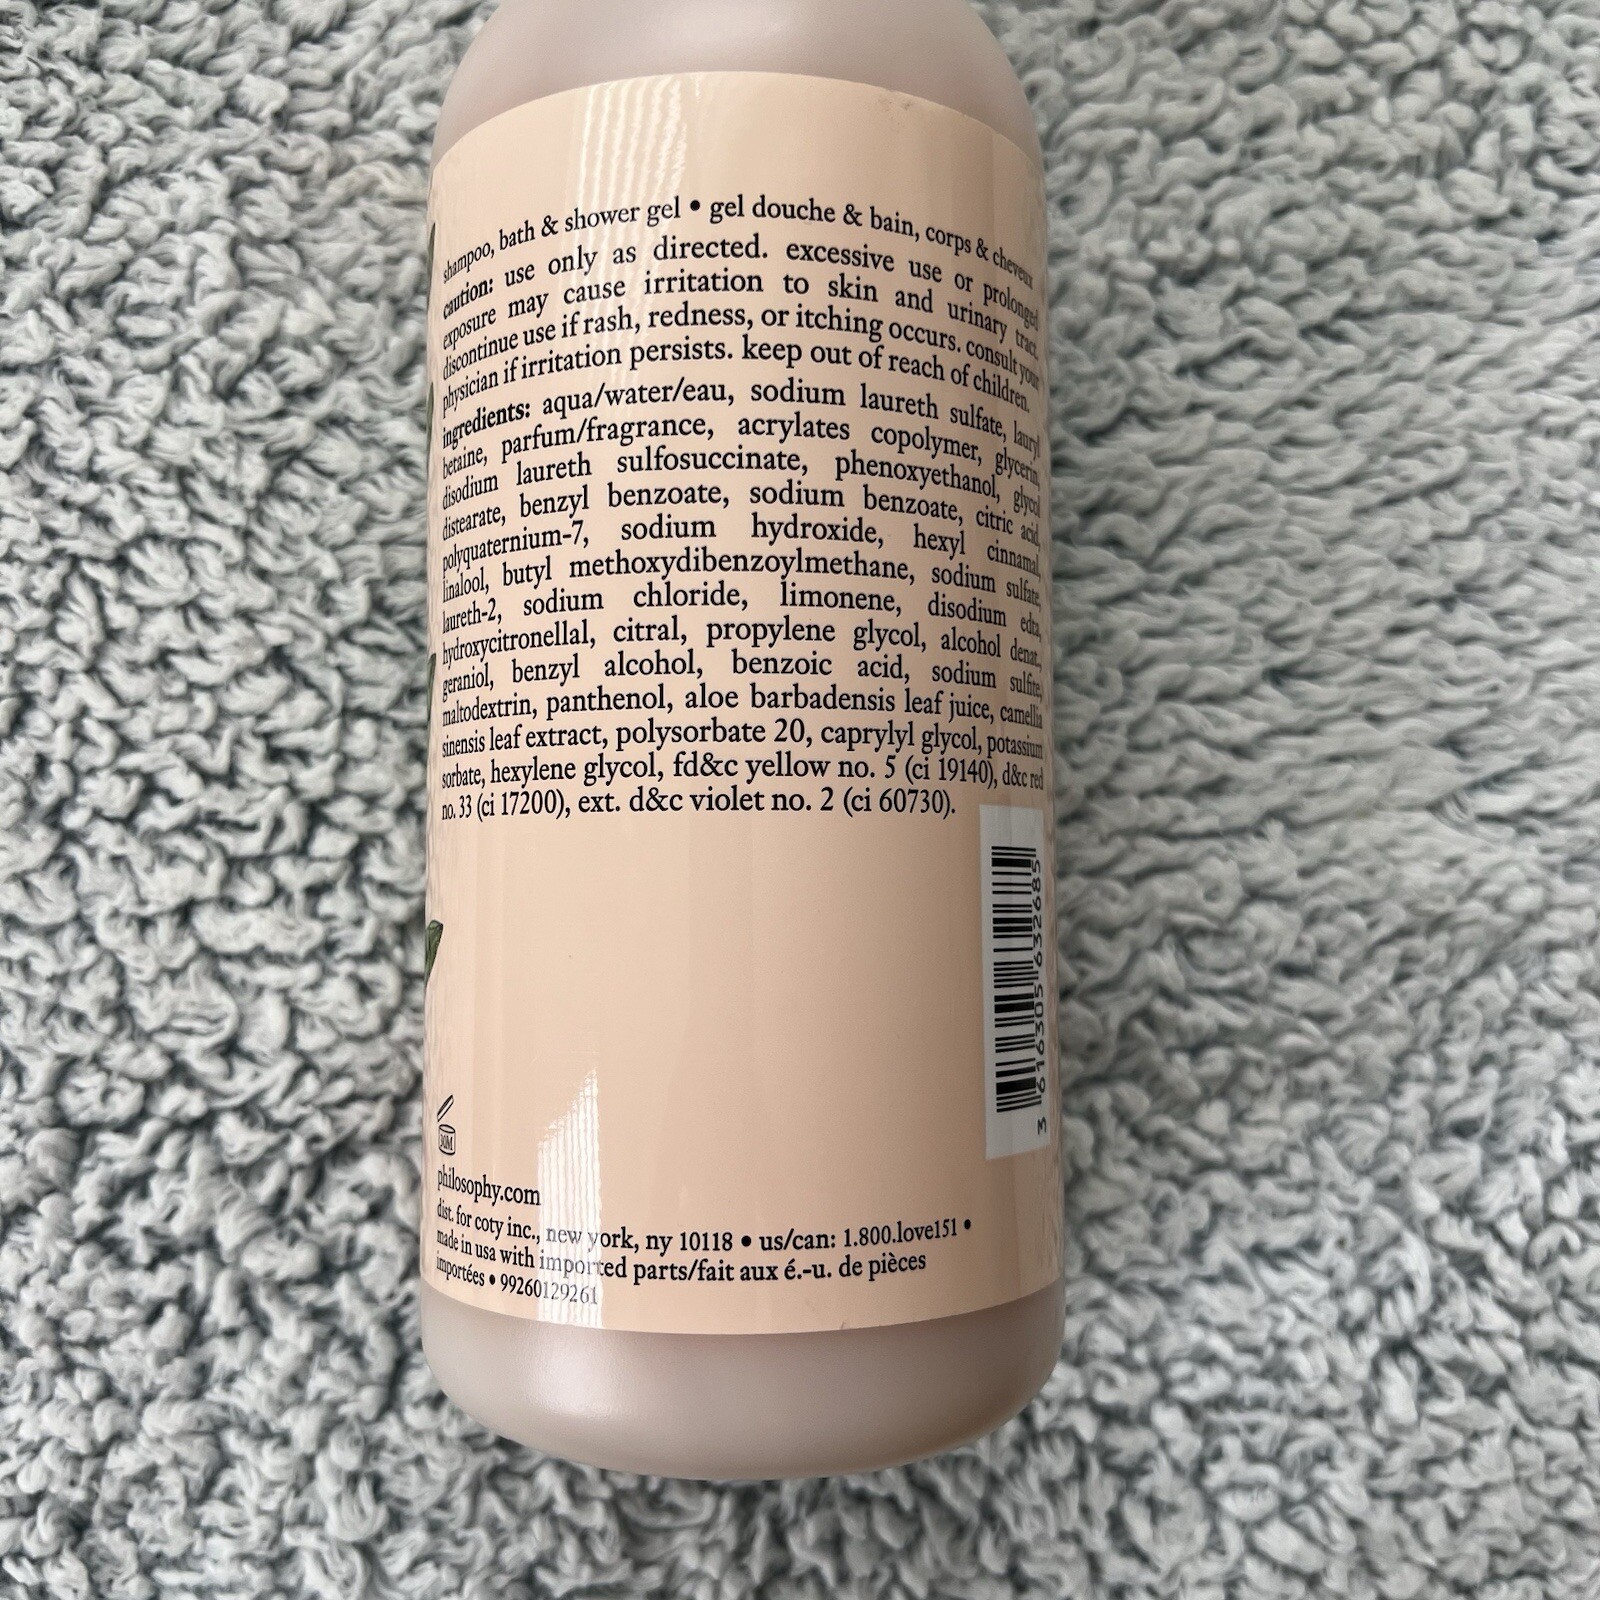 shampoo, bath & shower gel • gel douche & bain, corps & cheveux
caution: use only as directed. excessive use or prolonged
exposure may cause irritation to skin and urinary tract.
discontinue use if rash, redness, or itching occurs. consult your
physician if irritation persists. keep out of reach of children.
ingredients: aqua/water/eau, sodium laureth sulfate, lauryl
betaine, parfum/fragrance, acrylates copolymer, glycerin,
disodium laureth sulfosuccinate, phenoxyethanol, glycol
distearate, benzyl benzoate, sodium benzoate, citric acid,
polyquaternium-7, sodium hydroxide, hexyl cinnamal,
linalool, butyl methoxydibenzoylmethane, sodium sulfate,
laureth-2, sodium chloride, limonene, disodium edta,
hydroxycitronellal, citral, propylene glycol, alcohol denat.,
geraniol, benzyl alcohol, benzoic acid, sodium sulfite,
maltodextrin, panthenol, aloe barbadensis leaf juice, camellia
sinensis leaf extract, polysorbate 20, caprylyl glycol, potassium
sorbate, hexylene glycol, fd&c yellow no. 5 (ci 19140), d&c red
no. 33 (ci 17200), ext. d&c violet no. 2 (ci 60730).
3 616305 632685
30M
philosophy.com
dist. for coty inc., new york, ny 10118 • us/can: 1.800.love151 •
made in usa with imported parts/fait aux é.-u. de pièces
importées • 99260129261